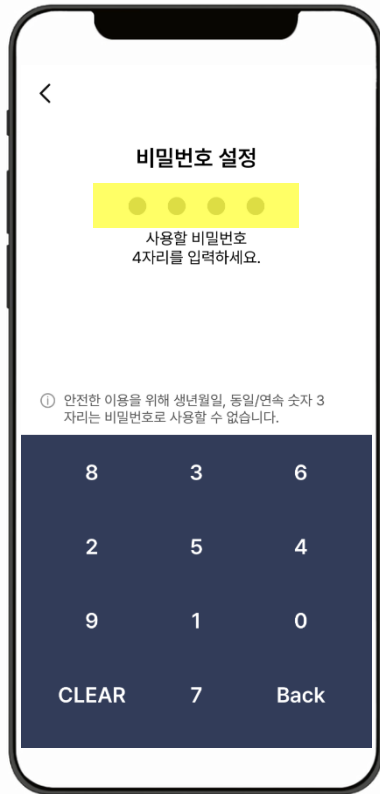 비밀번호 설정
사용할 비밀번호
4자리를 입력하세요.
안전한 이용을 위해 생년월일, 동일/연속 숫자 3
자리는 비밀번호로 사용할 수 없습니다.
8 3 6
2 5 4
9 1 0
CLEAR 7 Back